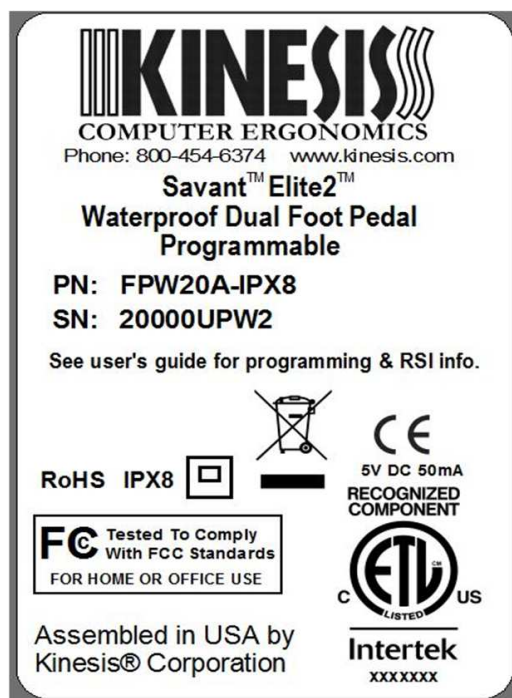 KINESIS
COMPUTER ERGONOMICS
Phone: 800-454-6374 www.kinesis.com
Savant™ Elite2™
Waterproof Dual Foot Pedal
Programmable
PN: FPW20A-IPX8
SN: 20000UPW2
See user's guide for programming & RSI info.
CE
5V DC 50mA
RoHS IPX8
RECOGNIZED
COMPONENT
FC Tested To Comply
With FCC Standards
FOR HOME OR OFFICE USE
ETL CM
C US
LISTED
Intertek
xxxxxxx
Assembled in USA by
Kinesis® Corporation